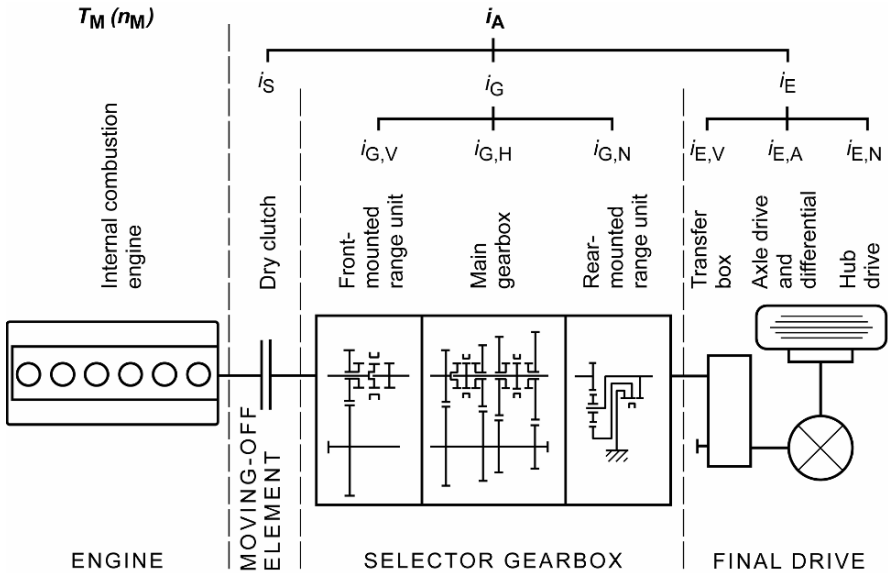 T_M (n_M)
i_A
i_S
i_G
i_E
i_G,V
i_G,H
i_G,N
i_E,V
i_E,A
i_E,N
Internal combustion
engine
Dry clutch
Front-
mounted
range unit
Main
gearbox
Rear-
mounted
range unit
Transfer
box
Axle drive
and
differential
Hub
drive
ENGINE
MOVING-OFF
ELEMENT
SELECTOR GEARBOX
FINAL DRIVE